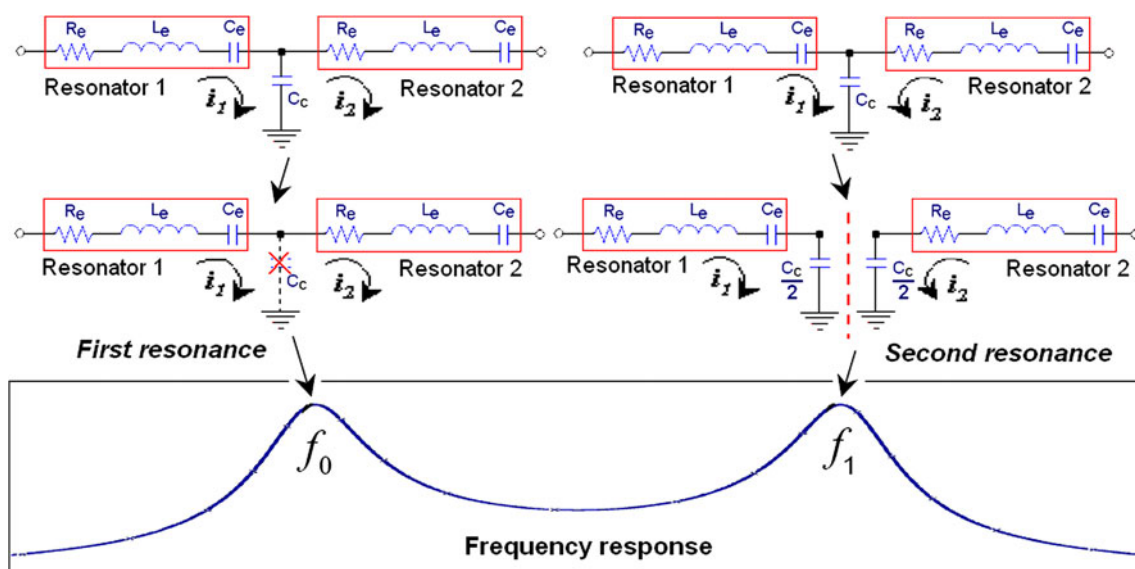 Re Le Ce Re Le Ce Re Le Ce Re Le Ce
Resonator 1 Resonator 2 Resonator 1 Resonator 2
i1 Cc i2 i1 Cc i2
Re Le Ce Re Le Ce Re Le Ce Re Le Ce
Resonator 1 Resonator 2 Resonator 1 Resonator 2
i1 Cc i2 i1 Cc/2 Cc/2 i2
First resonance Second resonance
f0 f1
Frequency response